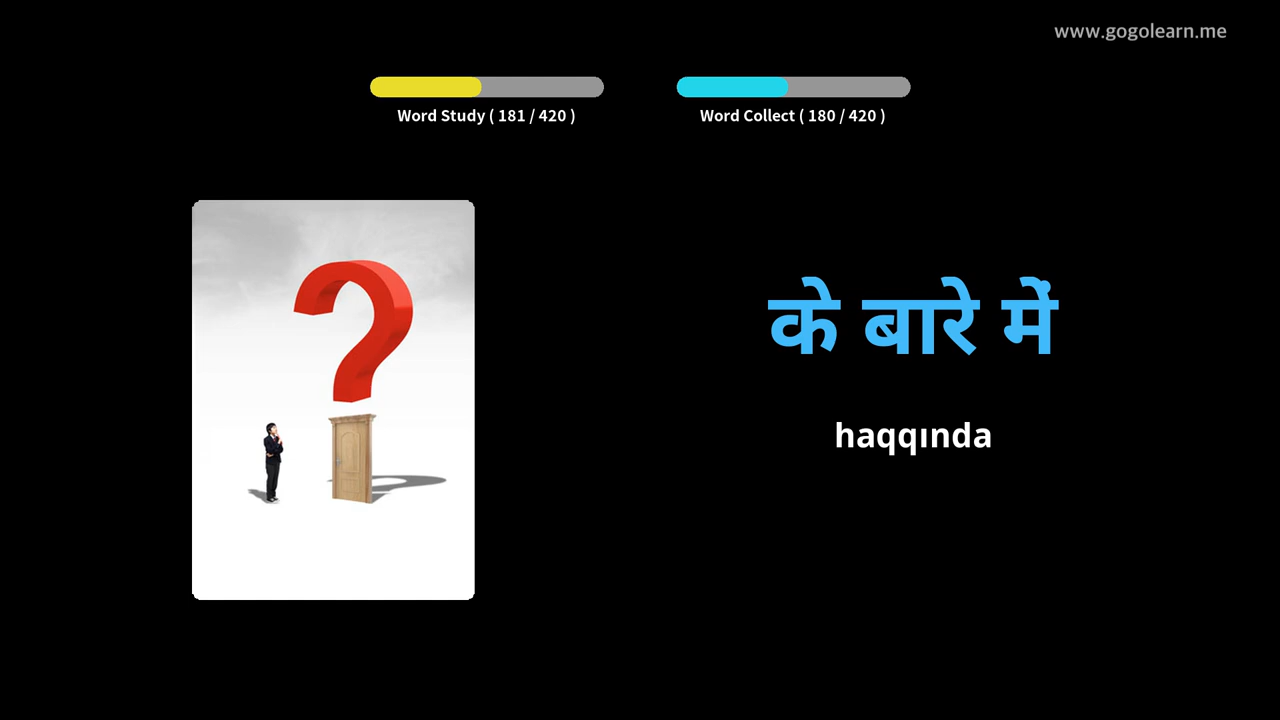 www.gogolearn.me
Word Study ( 181 / 420 )
Word Collect ( 180 / 420 )
के बारे में
haqqında